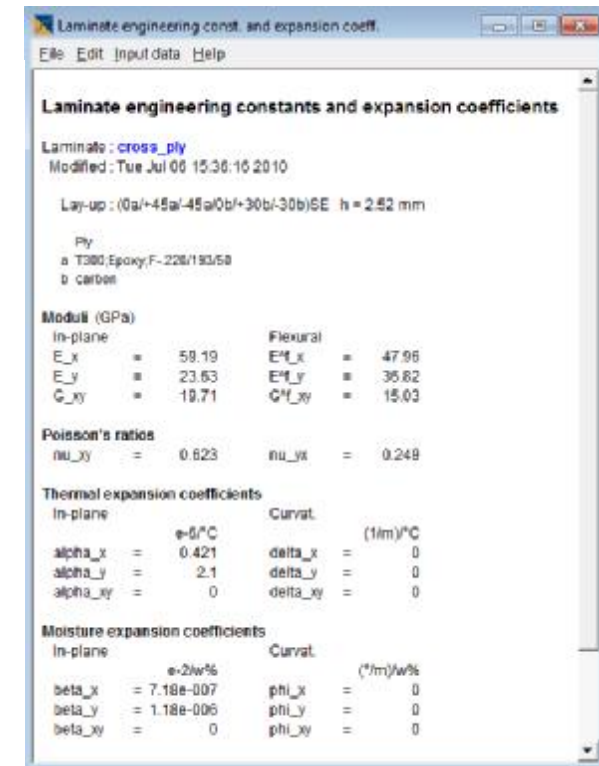 Laminate engineering const. and expansion coeff.
File Edit Input data Help
Laminate engineering constants and expansion coefficients
Laminate : cross_ply
Modified : Tue Jul 06 15:36:16 2010
Lay-up : (0a/+45a/-45a/0b/+30b/-30b)SE h = 2.52 mm
Ply
a T300;Epoxy;F-.220/193/50
b carbon
Moduli (GPa)
In-plane Flexural
E_x = 59.19 E^f_x = 47.96
E_y = 23.63 E^f_y = 36.82
G_xy = 19.71 G^f_xy = 15.03
Poisson's ratios
nu_xy = 0.623 nu_yx = 0.249
Thermal expansion coefficients
In-plane Curvat.
e-6/°C (1/m)/°C
alpha_x = 0.421 delta_x = 0
alpha_y = 2.1 delta_y = 0
alpha_xy = 0 delta_xy = 0
Moisture expansion coefficients
In-plane Curvat.
e-2/w% (°/m)/w%
beta_x = 7.18e-007 phi_x = 0
beta_y = 1.18e-006 phi_y = 0
beta_xy = 0 phi_xy = 0